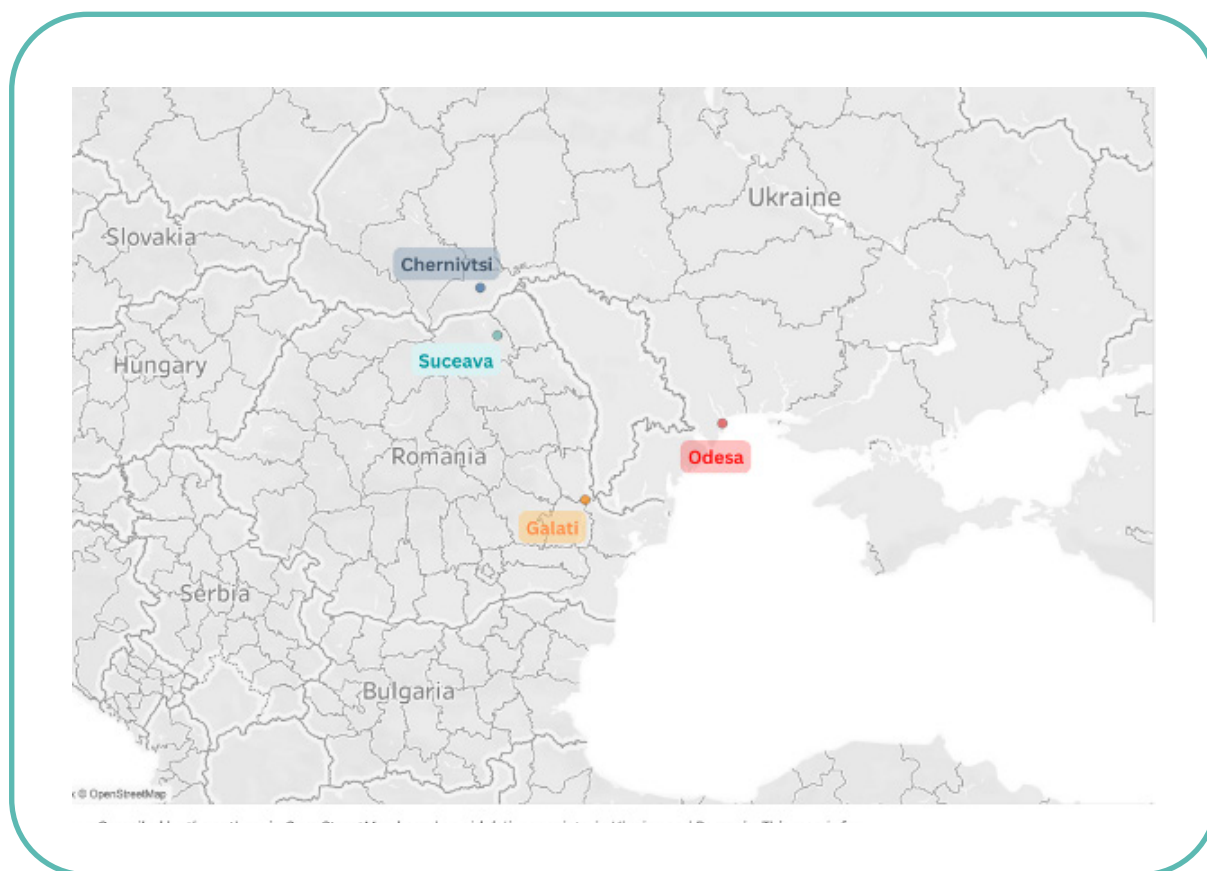 Ukraine
Slovakia
Chernivtsi
Suceava
Hungary
Romania
Odesa
Galati
Serbia
Bulgaria
© OpenStreetMap